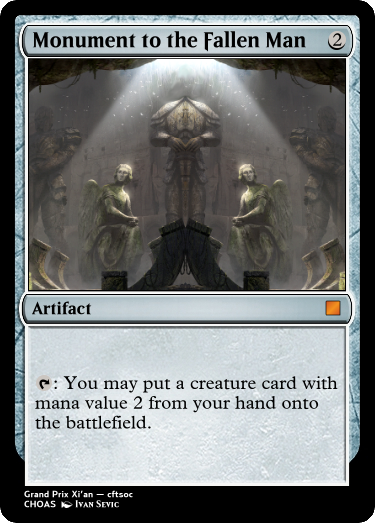 Monument to the Fallen Man 2
Artifact
: You may put a creature card with
mana value 2 from your hand onto
the battlefield.
Grand Prix Xi'an — cftsoc
CHOAS Ivan Sevic